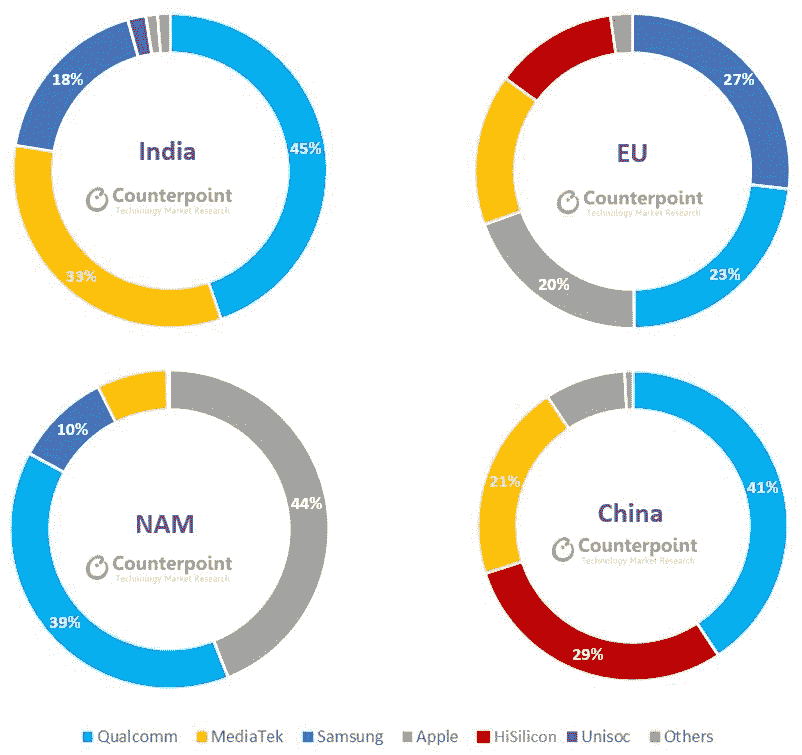 18%
45%
33%
India
Counterpoint
Technology Market Research
27%
23%
20%
EU
Counterpoint
Technology Market Research
10%
44%
39%
NAM
Counterpoint
Technology Market Research
41%
21%
29%
China
Counterpoint
Technology Market Research
Qualcomm MediaTek Samsung Apple HiSilicon Unisoc Others